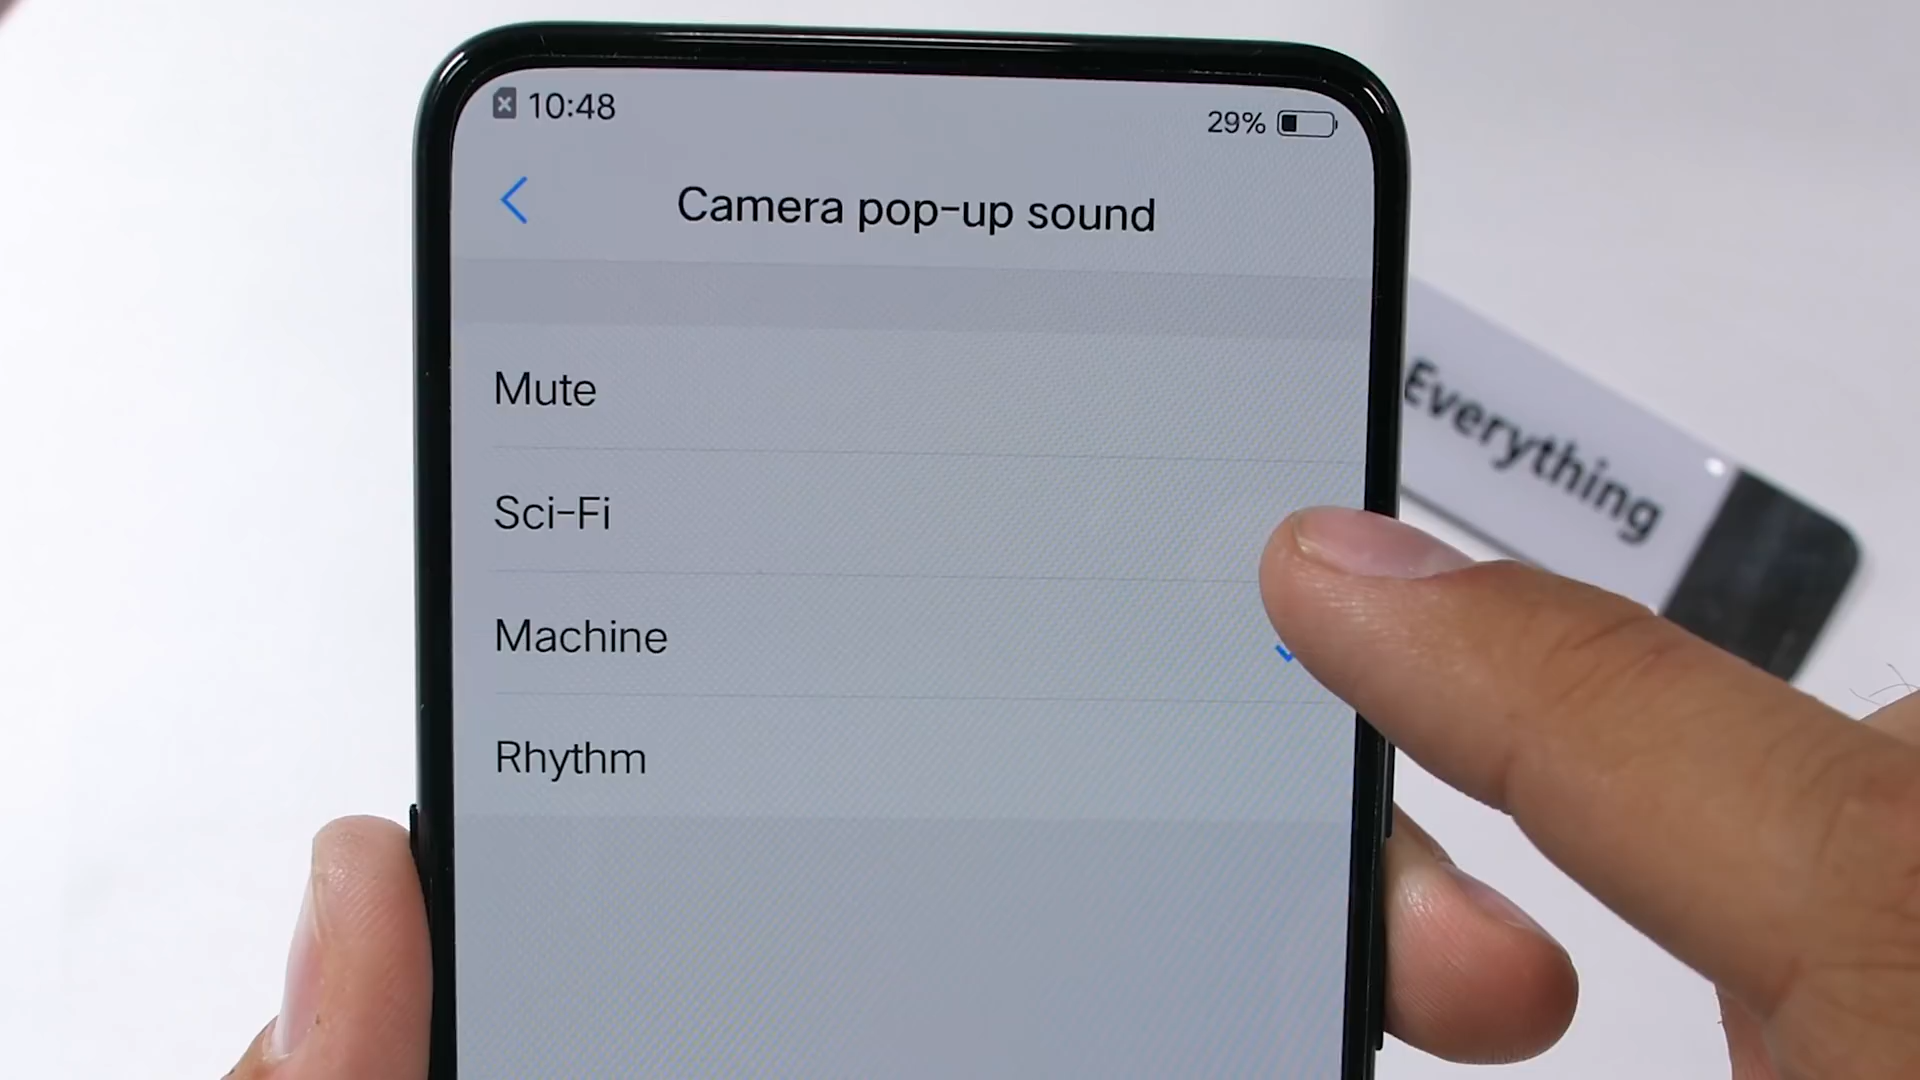 10:48
29%
Camera pop-up sound
Mute
Sci-Fi
Machine
Rhythm
Everything